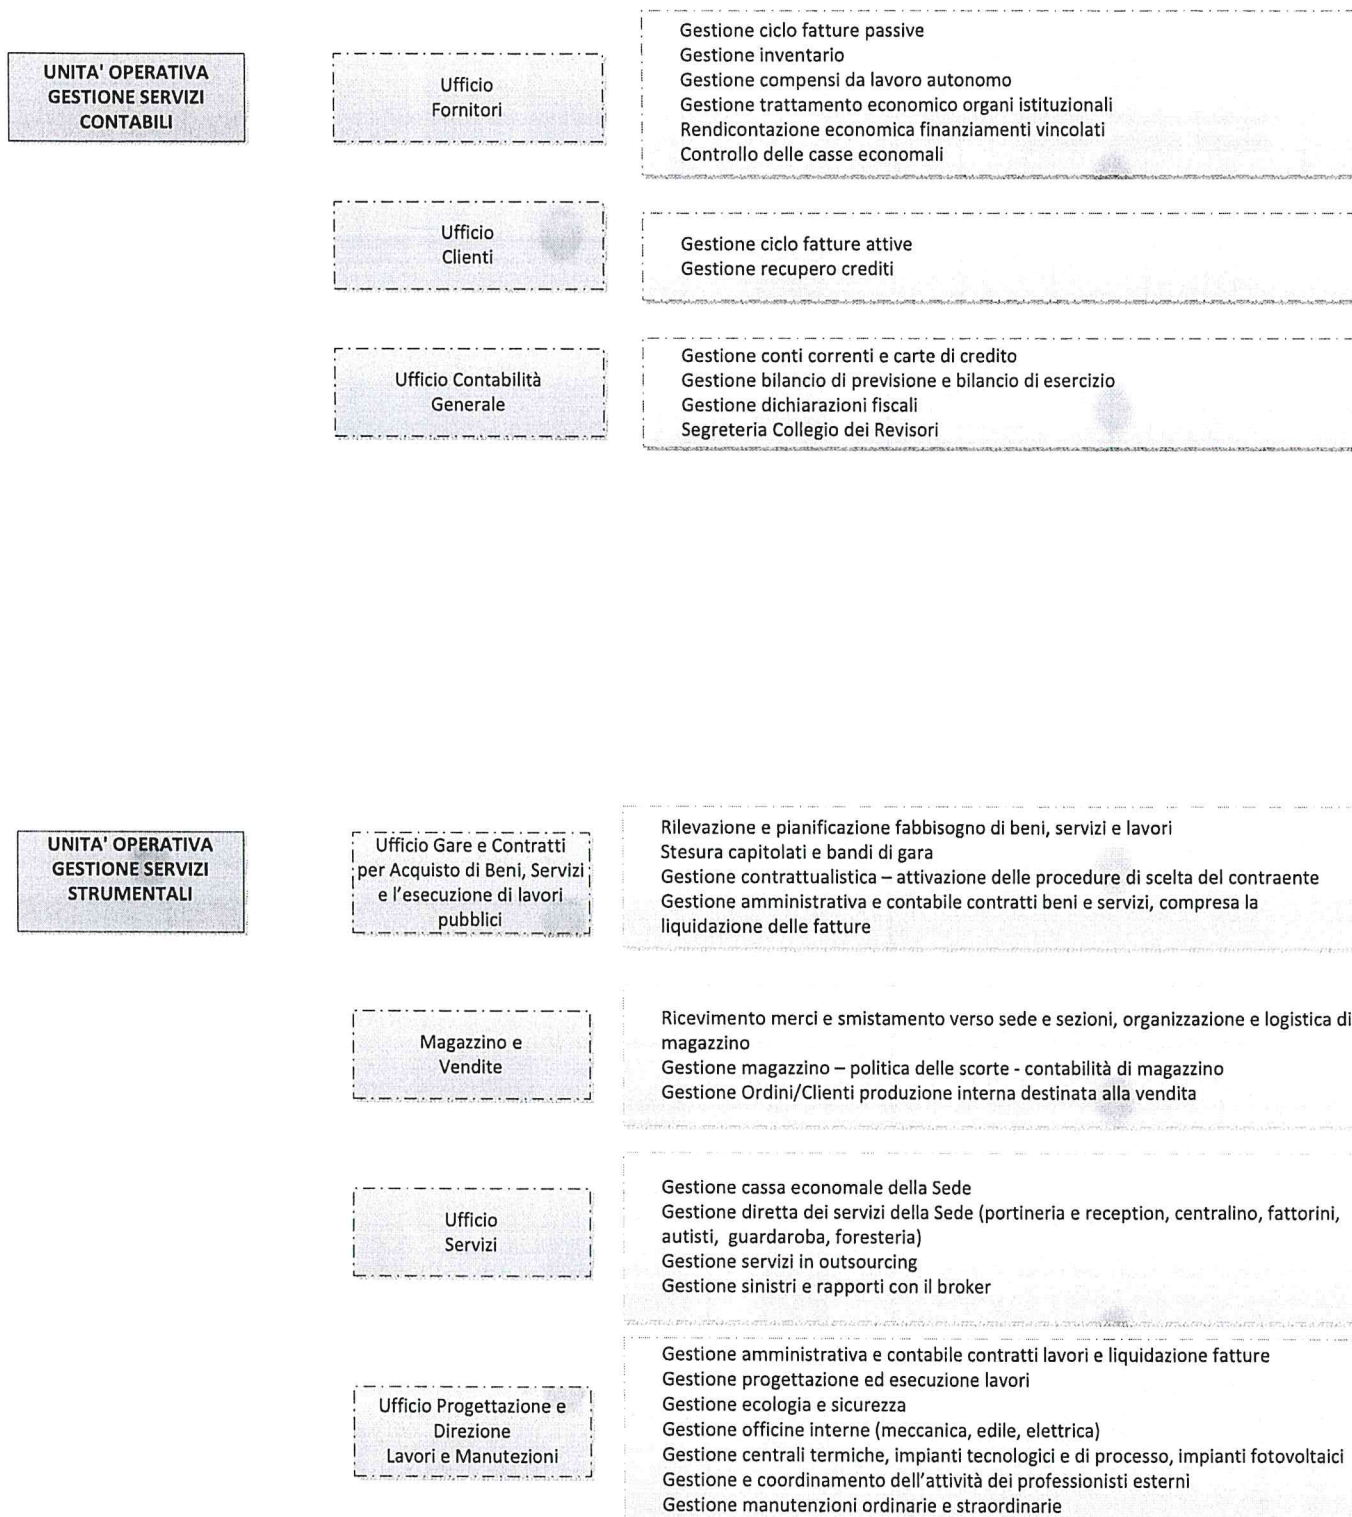 UNITA' OPERATIVA
GESTIONE SERVIZI
CONTABILI
Ufficio
Fornitori
Gestione ciclo fatture passive
Gestione inventario
Gestione compensi da lavoro autonomo
Gestione trattamento economico organi istituzionali
Rendicontazione economica finanziamenti vincolati
Controllo delle casse economali
Ufficio
Clienti
Gestione ciclo fatture attive
Gestione recupero crediti
Ufficio Contabilità
Generale
Gestione conti correnti e carte di credito
Gestione bilancio di previsione e bilancio di esercizio
Gestione dichiarazioni fiscali
Segreteria Collegio dei Revisori
UNITA' OPERATIVA
GESTIONE SERVIZI
STRUMENTALI
Ufficio Gare e Contratti
per Acquisto di Beni, Servizi
e l'esecuzione di lavori
pubblici
Rilevazione e pianificazione fabbisogno di beni, servizi e lavori
Stesura capitolati e bandi di gara
Gestione contrattualistica – attivazione delle procedure di scelta del contraente
Gestione amministrativa e contabile contratti beni e servizi, compresa la
liquidazione delle fatture
Magazzino e
Vendite
Ricevimento merci e smistamento verso sede e sezioni, organizzazione e logistica di
magazzino
Gestione magazzino – politica delle scorte - contabilità di magazzino
Gestione Ordini/Clienti produzione interna destinata alla vendita
Ufficio
Servizi
Gestione cassa economale della Sede
Gestione diretta dei servizi della Sede (portineria e reception, centralino, fattorini,
autisti, guardaroba, foresteria)
Gestione servizi in outsourcing
Gestione sinistri e rapporti con il broker
Ufficio Progettazione e
Direzione
Lavori e Manutezioni
Gestione amministrativa e contabile contratti lavori e liquidazione fatture
Gestione progettazione ed esecuzione lavori
Gestione ecologia e sicurezza
Gestione officine interne (meccanica, edile, elettrica)
Gestione centrali termiche, impianti tecnologici e di processo, impianti fotovoltaici
Gestione e coordinamento dell'attività dei professionisti esterni
Gestione manutenzioni ordinarie e straordinarie